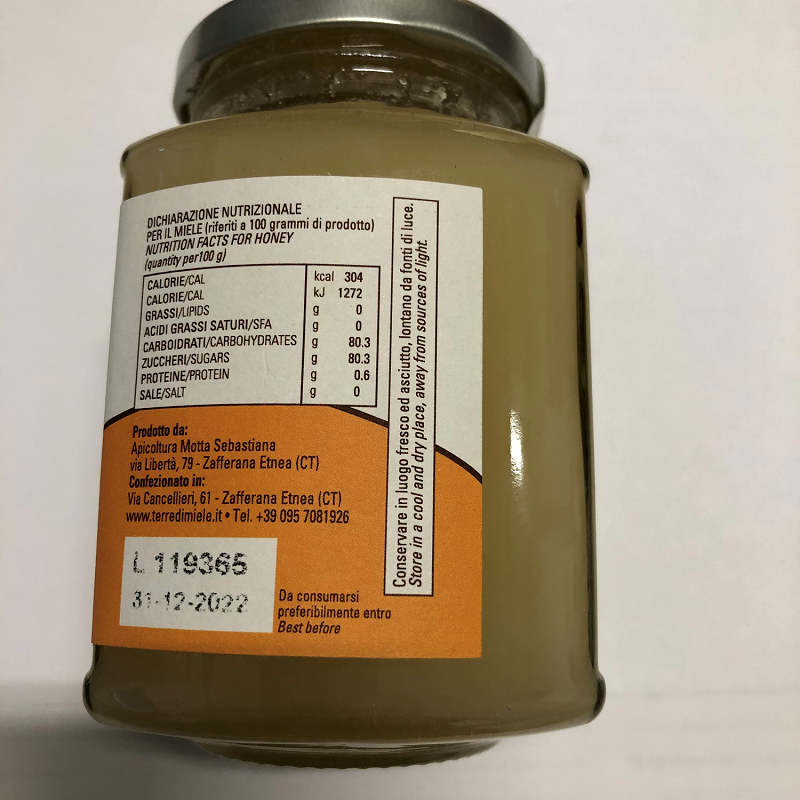 DICHIARAZIONE NUTRIZIONALE
PER IL MIELE (riferiti a 100 grammi di prodotto)
NUTRITION FACTS FOR HONEY
(quantity per100 g)
CALORIE/CAL kcal 304
CALORIE/CAL kJ 1272
GRASSI/LIPIDS g 0
ACIDI GRASSI SATURI/SFA g 0
CARBOIDRATI/CARBOHYDRATES g 80.3
ZUCCHERI/SUGARS g 80.3
PROTEINE/PROTEIN g 0.6
SALE/SALT g 0
Conservare in luogo fresco ed asciutto, lontano da fonti di luce.
Store in a cool and dry place, away from sources of light.
Prodotto da:
Apicoltura Motta Sebastiana
via Libertà, 79 - Zafferana Etnea (CT)
Confezionato in:
Via Cancellieri, 61 - Zafferana Etnea (CT)
www.terredimiele.it • Tel. +39 095 7081926
L 119365
31-12-2022
Da consumarsi
preferibilmente entro
Best before